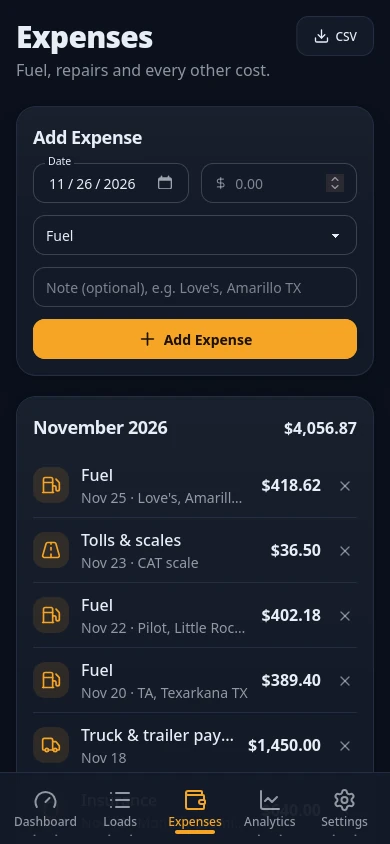 Expenses
CSV
Fuel, repairs and every other cost.
Add Expense
Date
11 / 26 / 2026
$ 0.00
Fuel
Note (optional), e.g. Love's, Amarillo TX
Add Expense
November 2026
$4,056.87
Fuel
Nov 25 · Love's, Amarill...
$418.62
Tolls & scales
Nov 23 · CAT scale
$36.50
Fuel
Nov 22 · Pilot, Little Roc...
$402.18
Fuel
Nov 20 · TA, Texarkana TX
$389.40
Truck & trailer pay...
Nov 18
$1,450.00
Insurance
Dashboard
Loads
Expenses
Analytics
Settings